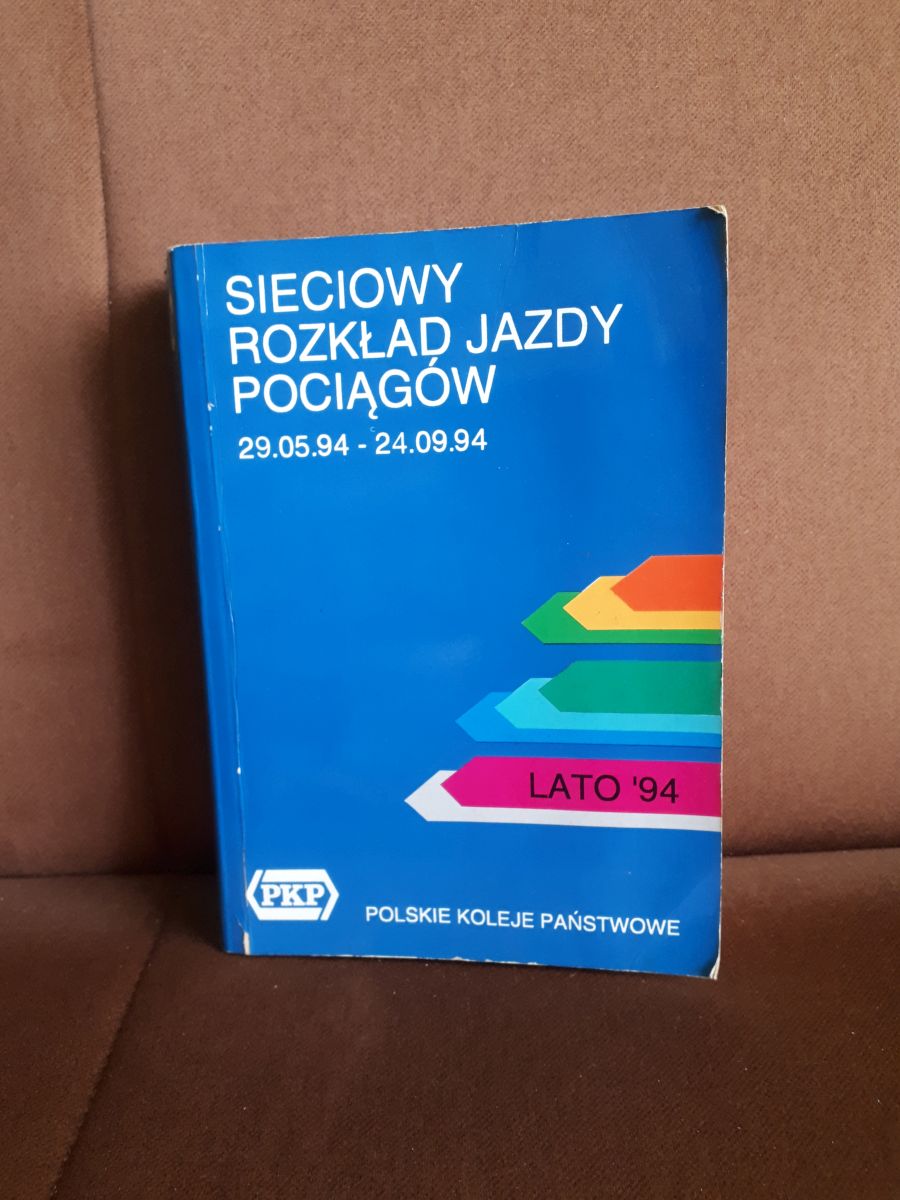 SIECIOWY
ROZKŁAD JAZDY
POCIĄGÓW
29.05.94 - 24.09.94
LATO '94
PKP
POLSKIE KOLEJE PAŃSTWOWE